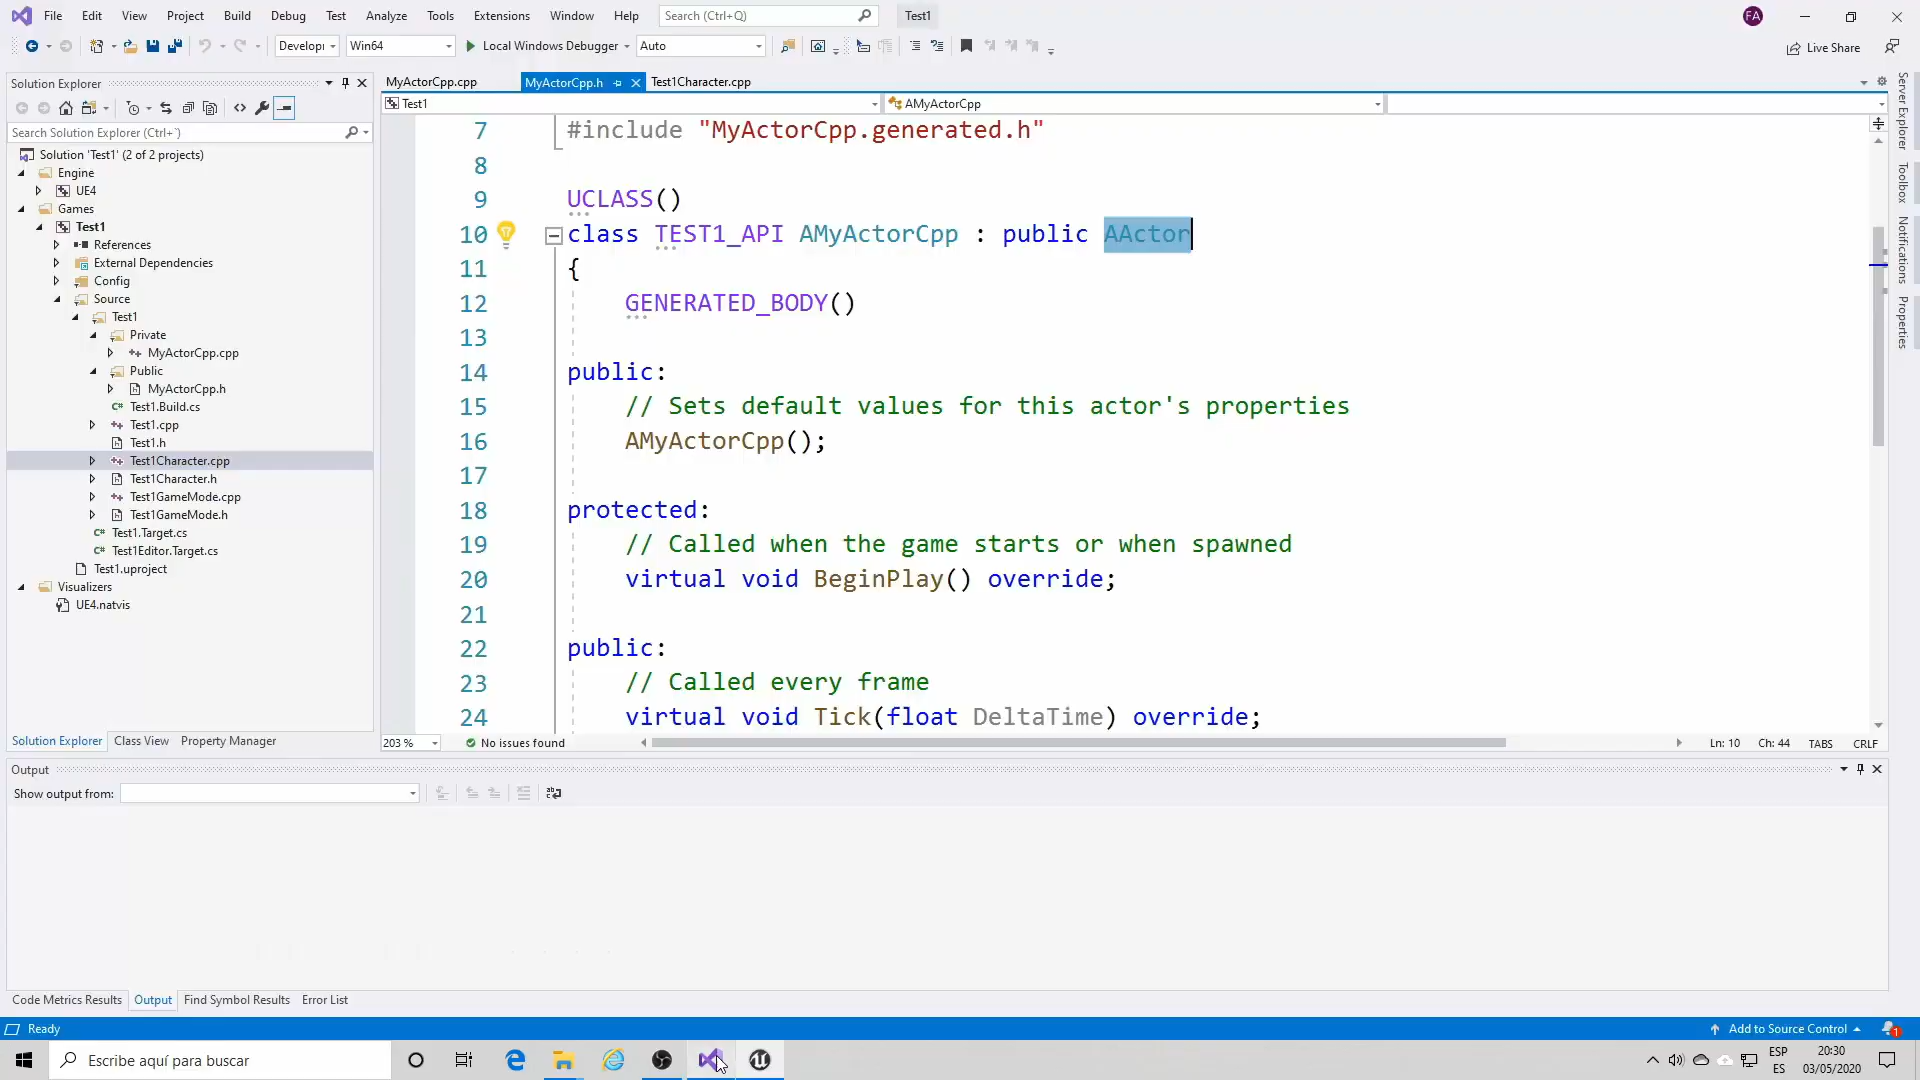 File Edit View Project Build Debug Test Analyze Tools Extensions Window Help Search (Ctrl+Q) Test1 FA
Develop Win64 Local Windows Debugger Auto Live Share
Solution Explorer
Search Solution Explorer (Ctrl+`)
Solution 'Test1' (2 of 2 projects)
Engine
UE4
Games
Test1
References
External Dependencies
Config
Source
Test1
Private
MyActorCpp.cpp
Public
MyActorCpp.h
Test1.Build.cs
Test1.cpp
Test1.h
Test1Character.cpp
Test1Character.h
Test1GameMode.cpp
Test1GameMode.h
Test1.Target.cs
Test1Editor.Target.cs
Test1.uproject
Visualizers
UE4.natvis
Solution Explorer Class View Property Manager
MyActorCpp.cpp MyActorCpp.h Test1Character.cpp
Test1 AMyActorCpp
7 #include "MyActorCpp.generated.h"
8
9 UCLASS()
10 class TEST1_API AMyActorCpp : public AActor
11 {
12 GENERATED_BODY()
13
14 public:
15 // Sets default values for this actor's properties
16 AMyActorCpp();
17
18 protected:
19 // Called when the game starts or when spawned
20 virtual void BeginPlay() override;
21
22 public:
23 // Called every frame
24 virtual void Tick(float DeltaTime) override;
203 % No issues found Ln: 10 Ch: 44 TABS CRLF
Server Explorer
Toolbox
Notifications
Properties
Output
Show output from:
Code Metrics Results Output Find Symbol Results Error List
Ready Add to Source Control 1
Escribe aquí para buscar
ESP
ES
20:30
03/05/2020